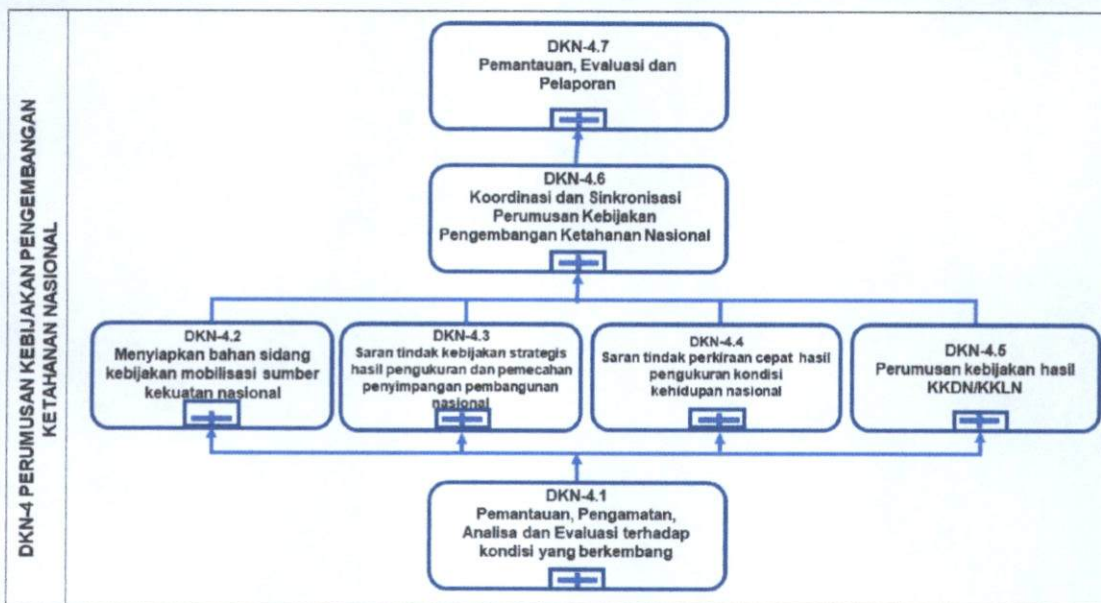 DKN-4 PERUMUSAN KEBIJAKAN PENGEMBANGAN
KETAHANAN NASIONAL
DKN-4.7
Pemantauan, Evaluasi dan
Pelaporan
DKN-4.6
Koordinasi dan Sinkronisasi
Perumusan Kebijakan
Pengembangan Ketahanan Nasional
DKN-4.2
Menyiapkan bahan sidang
kebijakan mobilisasi sumber
kekuatan nasional
DKN-4.3
Saran tindak kebijakan strategis
hasil pengukuran dan pemecahan
penyimpangan pembangunan
nasional
DKN-4.4
Saran tindak perkiraan cepat hasil
pengukuran kondisi
kehidupan nasional
DKN-4.5
Perumusan kebijakan hasil
KKDN/KKLN
DKN-4.1
Pemantauan, Pengamatan,
Analisa dan Evaluasi terhadap
kondisi yang berkembang